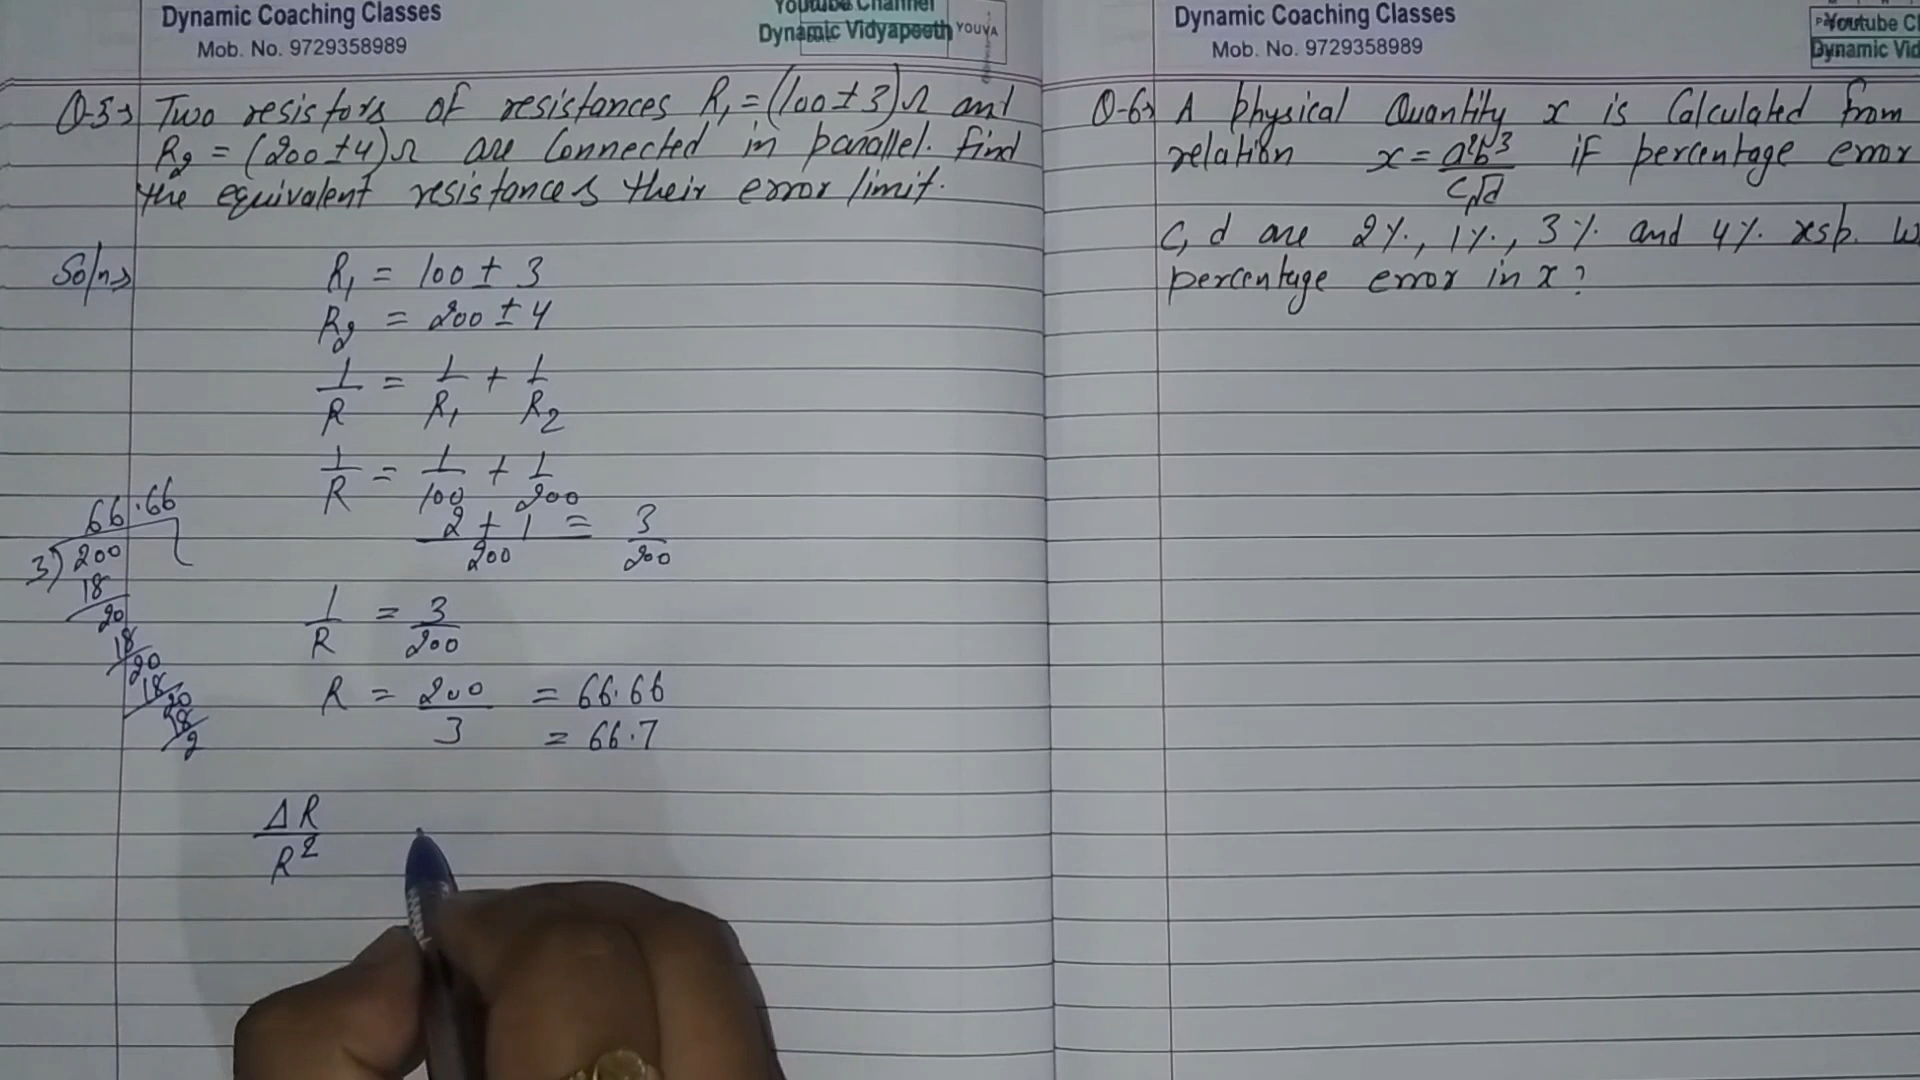 Dynamic Coaching Classes
Mob. No. 9729358989
Youtube Channel
Dynamic Vidyapeeth
YOUVA
Q-5→ Two resistors of resistances R₁ = (100 ± 3) Ω and
R₂ = (200 ± 4) Ω are Connected in parallel. find
the equivalent resistance & their error limit.
Soln→
R₁ = 100 ± 3
R₂ = 200 ± 4
1/R = 1/R₁ + 1/R₂
1/R = 1/100 + 1/200
(2 + 1)/200 = 3/200
1/R = 3/200
R = 200/3 = 66.66
= 66.7
ΔR/R²
66.66
3) 200
18
20
18
20
18
20
18
2
Dynamic Coaching Classes
Mob. No. 9729358989
Youtube
Dynamic
Q-6→ A physical Quantity x is Calculated from
relation x = a²b³/c√d if percentage error
C, d are 2%., 1%., 3%. and 4%. resp.
percentage error in x?